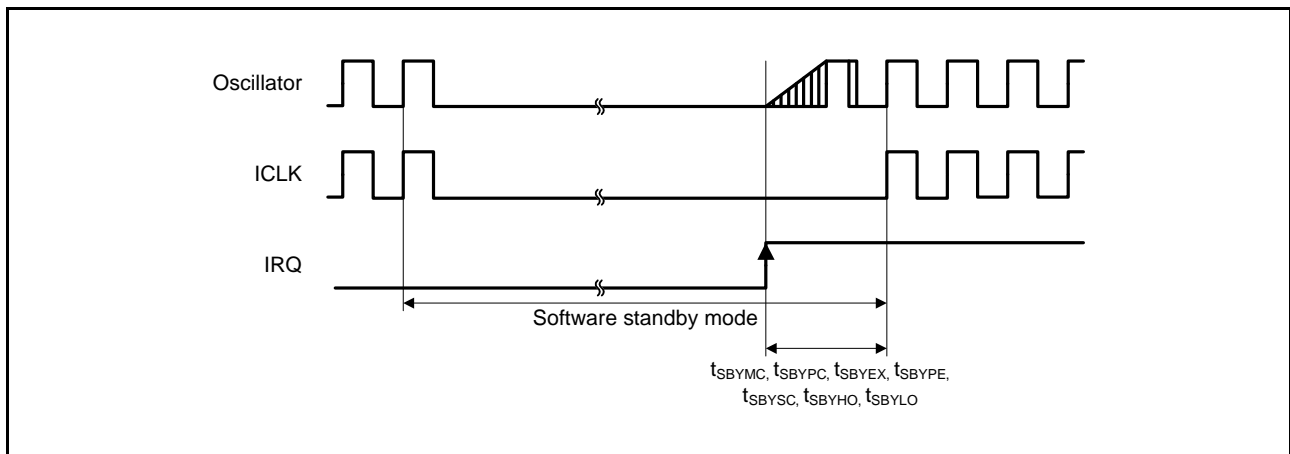 Oscillator
ICLK
IRQ
Software standby mode
tSBYMC, tSBYPC, tSBYEX, tSBYPE,
tSBYSC, tSBYHO, tSBYLO